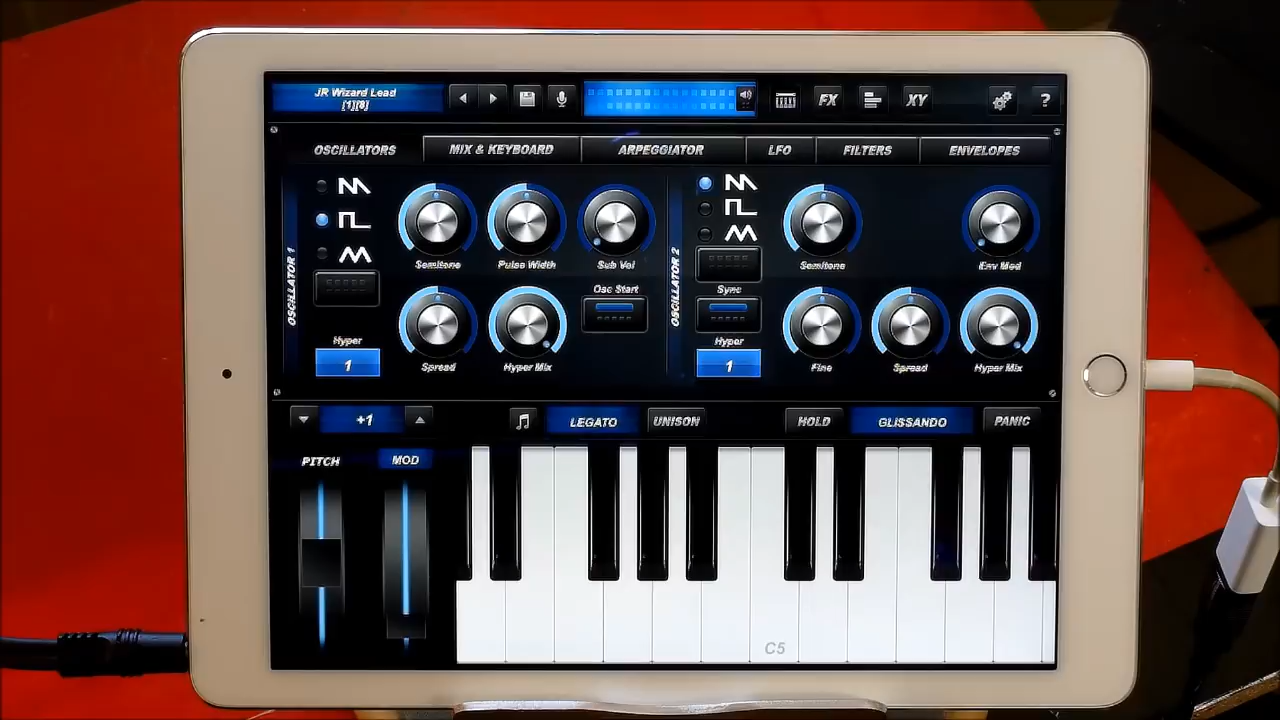 JR Wizard Lead
[1][8]
FX
XY
?
OSCILLATORS
MIX & KEYBOARD
ARPEGGIATOR
LFO
FILTERS
ENVELOPES
OSCILLATOR 1
Semitone
Pulse Width
Sub Vol
Osc Start
Hyper
1
Spread
Hyper Mix
OSCILLATOR 2
Semitone
Env Mod
Sync
Hyper
1
Fine
Spread
Hyper Mix
+1
LEGATO
UNISON
HOLD
GLISSANDO
PANIC
PITCH
MOD
C5